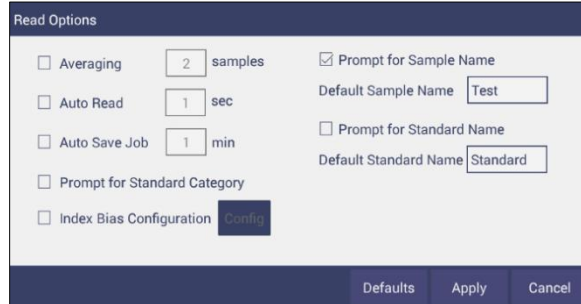 Read Options
Averaging 2 samples
Auto Read 1 sec
Auto Save Job 1 min
Prompt for Standard Category
Index Bias Configuration Config
Prompt for Sample Name
Default Sample Name Test
Prompt for Standard Name
Default Standard Name Standard
Defaults Apply Cancel